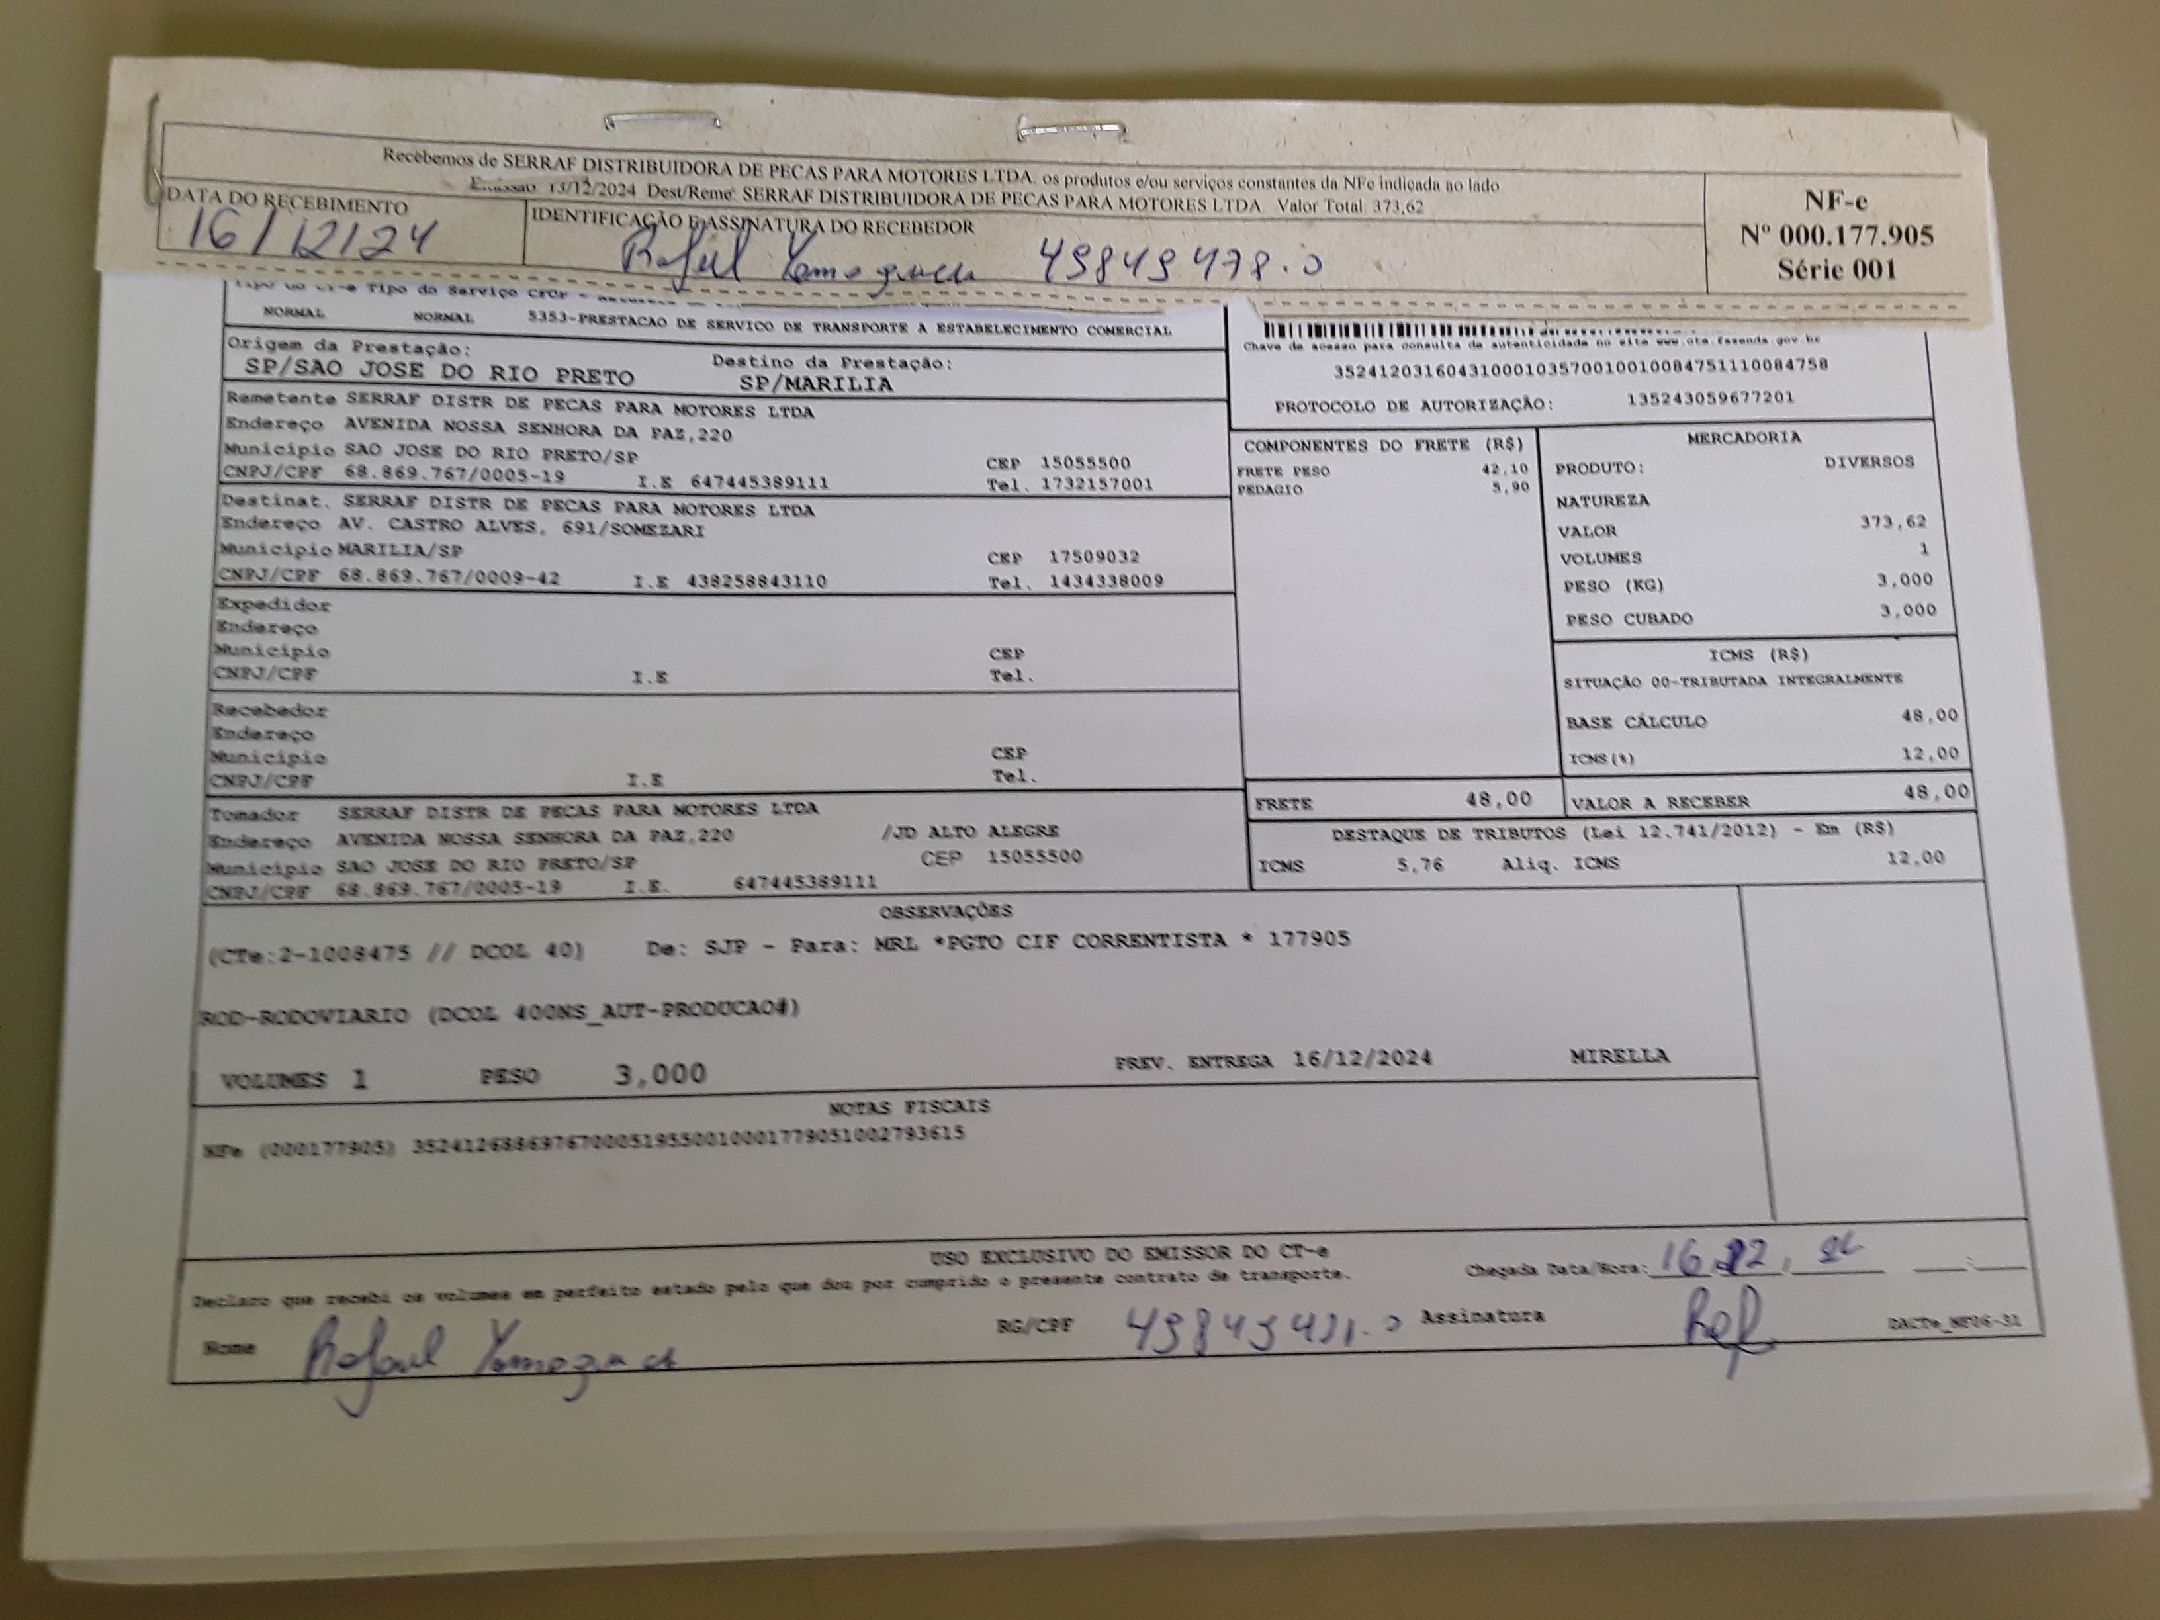 Recebemos de SERRAF DISTRIBUIDORA DE PECAS PARA MOTORES LTDA. os produtos e/ou serviços constantes da NFe indicada ao lado
Emissao 13/12/2024 Dest/Reme: SERRAF DISTRIBUIDORA DE PECAS PARA MOTORES LTDA Valor Total: 373,62
DATA DO RECEBIMENTO
16/12/24
IDENTIFICAÇÃO E ASSINATURA DO RECEBEDOR
Rafael
NF-e
Nº 000.177.905
Série 001
Tipo do CT-e Tipo do Serviço CFOP -
NORMAL NORMAL 5353-PRESTACAO DE SERVICO DE TRANSPORTE A ESTABELECIMENTO COMERCIAL
Origem da Prestação: Destino da Prestação:
SP/SAO JOSE DO RIO PRETO SP/MARILIA
Chave de acesso para consulta de autenticidade no site www.cte.fazenda.gov.br
35241203160431000103570010010084751110084758
PROTOCOLO DE AUTORIZAÇÃO: 135243059677201
Remetente SERRAF DISTR DE PECAS PARA MOTORES LTDA
Endereço AVENIDA NOSSA SENHORA DA PAZ,220
Município SAO JOSE DO RIO PRETO/SP CEP 15055500
CNPJ/CPF 68.869.767/0005-19 I.E 647445389111 Tel. 1732157001
Destinat. SERRAF DISTR DE PECAS PARA MOTORES LTDA
Endereço AV. CASTRO ALVES, 691/SOMEZARI
Município MARILIA/SP CEP 17509032
CNPJ/CPF 68.869.767/0009-42 I.E 438258843110 Tel. 1434338009
Expedidor
Endereço
Município CEP
CNPJ/CPF I.E Tel.
Recebedor
Endereço
Município CEP
CNPJ/CPF I.E Tel.
Tomador SERRAF DISTR DE PECAS PARA MOTORES LTDA
Endereço AVENIDA NOSSA SENHORA DA PAZ,220 /JD ALTO ALEGRE
Município SAO JOSE DO RIO PRETO/SP CEP 15055500
CNPJ/CPF 68.869.767/0005-19 I.E. 647445389111
COMPONENTES DO FRETE (R$)
FRETE PESO 42,10
PEDAGIO 5,90
MERCADORIA
PRODUTO: DIVERSOS
NATUREZA
VALOR 373,62
VOLUMES 1
PESO (KG) 3,000
PESO CUBADO 3,000
ICMS (R$)
SITUAÇÃO 00-TRIBUTADA INTEGRALMENTE
BASE CÁLCULO 48,00
ICMS(%) 12,00
FRETE 48,00 VALOR A RECEBER 48,00
DESTAQUE DE TRIBUTOS (Lei 12.741/2012) - Em (R$)
ICMS 5,76 Aliq. ICMS 12,00
OBSERVAÇÕES
(CTe:2-1008475 // DCOL 40) De: SJP - Para: MRL *PGTO CIF CORRENTISTA * 177905
ROD-RODOVIARIO (DCOL 400NS_AUT-PRODUCAO#)
VOLUMES 1 PESO 3,000 PREV. ENTREGA 16/12/2024 MIRELLA
NOTAS FISCAIS
NFe (000177905) 35241268869767000519550010001779051002793615
USO EXCLUSIVO DO EMISSOR DO CT-e
Declaro que recebi os volumes em perfeito estado pelo que dou por cumprido o presente contrato de transporte. Chegada Data/Hora: 16 12
Nome Rafael RG/CPF Assinatura